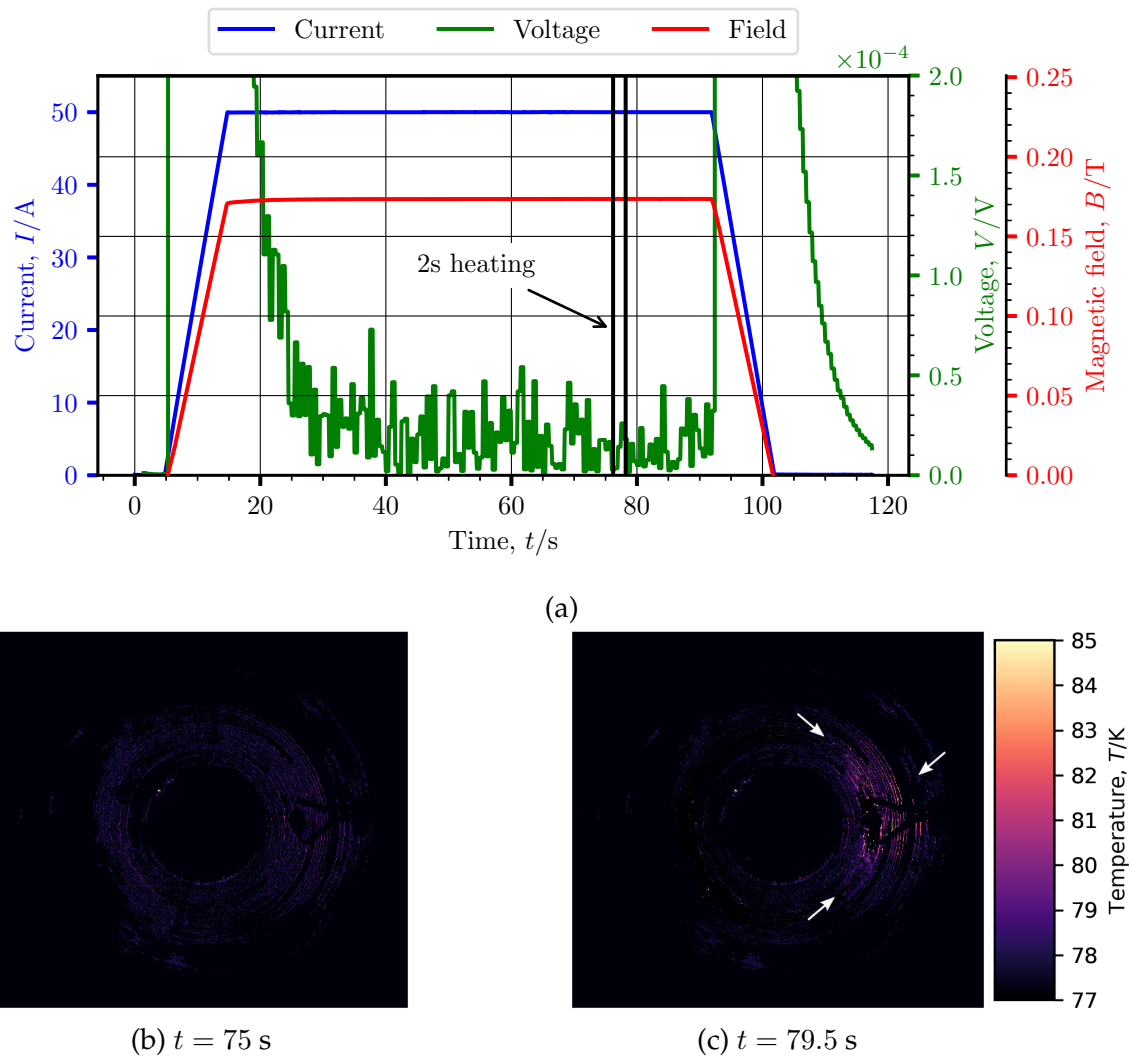 Current Voltage Field
×10⁻⁴
50
40
30
20
10
0
Current, I/A
2s heating
2.0
1.5
1.0
0.5
0.0
Voltage, V/V
0.25
0.20
0.15
0.10
0.05
0.00
Magnetic field, B/T
0 20 40 60 80 100 120
Time, t/s
(a)
85
84
83
82
81
80
79
78
77
Temperature, T/K
(b) t = 75 s
(c) t = 79.5 s